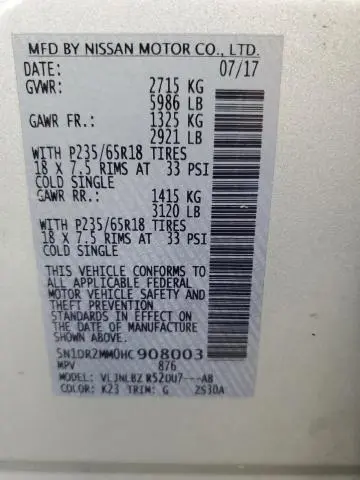 MFD BY NISSAN MOTOR CO., LTD.
DATE: 07/17
GVWR: 2715 KG
5986 LB
GAWR FR.: 1325 KG
2921 LB
WITH P235/65R18 TIRES
18 X 7.5 RIMS AT 33 PSI
COLD SINGLE
GAWR RR.: 1415 KG
3120 LB
WITH P235/65R18 TIRES
18 X 7.5 RIMS AT 33 PSI
COLD SINGLE
THIS VEHICLE CONFORMS TO
ALL APPLICABLE FEDERAL
MOTOR VEHICLE SAFETY AND
THEFT PREVENTION
STANDARDS IN EFFECT ON
THE DATE OF MANUFACTURE
SHOWN ABOVE.
5N1DR2MM0HC908003
MPV 876
MODEL: VLJNLBZ R52UU7---AB
COLOR: K23 TRIM: G 2S30A